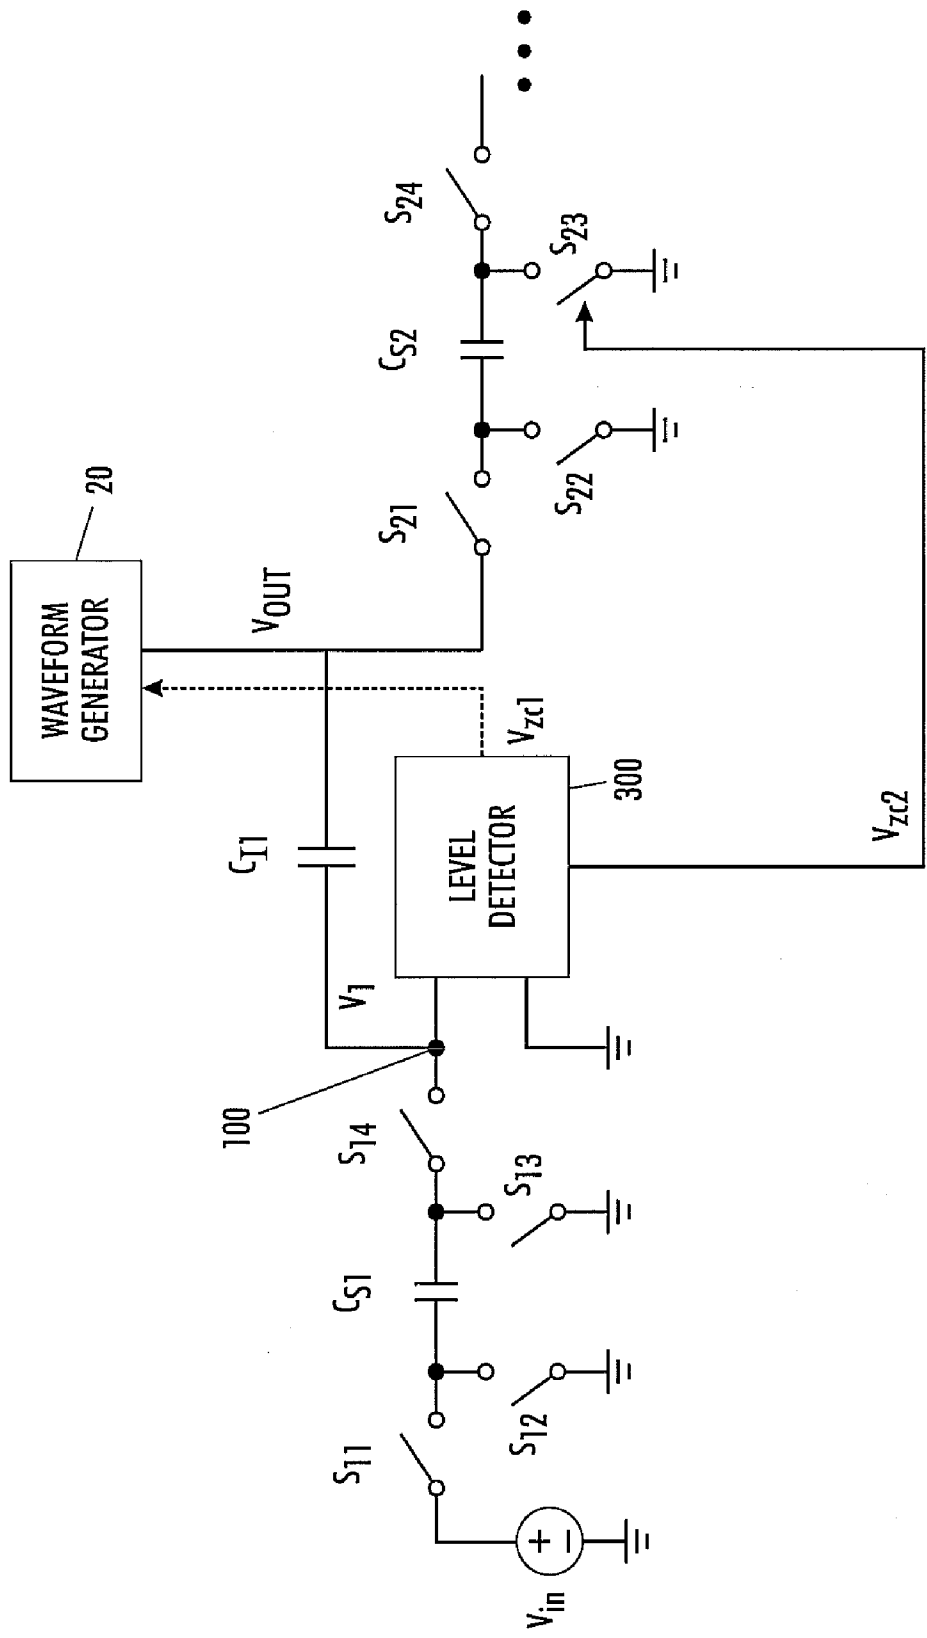 WAVEFORM
GENERATOR
20
VOUT
CI1
V1
100
LEVEL
DETECTOR
300
Vzc1
Vzc2
Vin
S11
S12
CS1
S13
S14
S21
S22
CS2
S23
S24